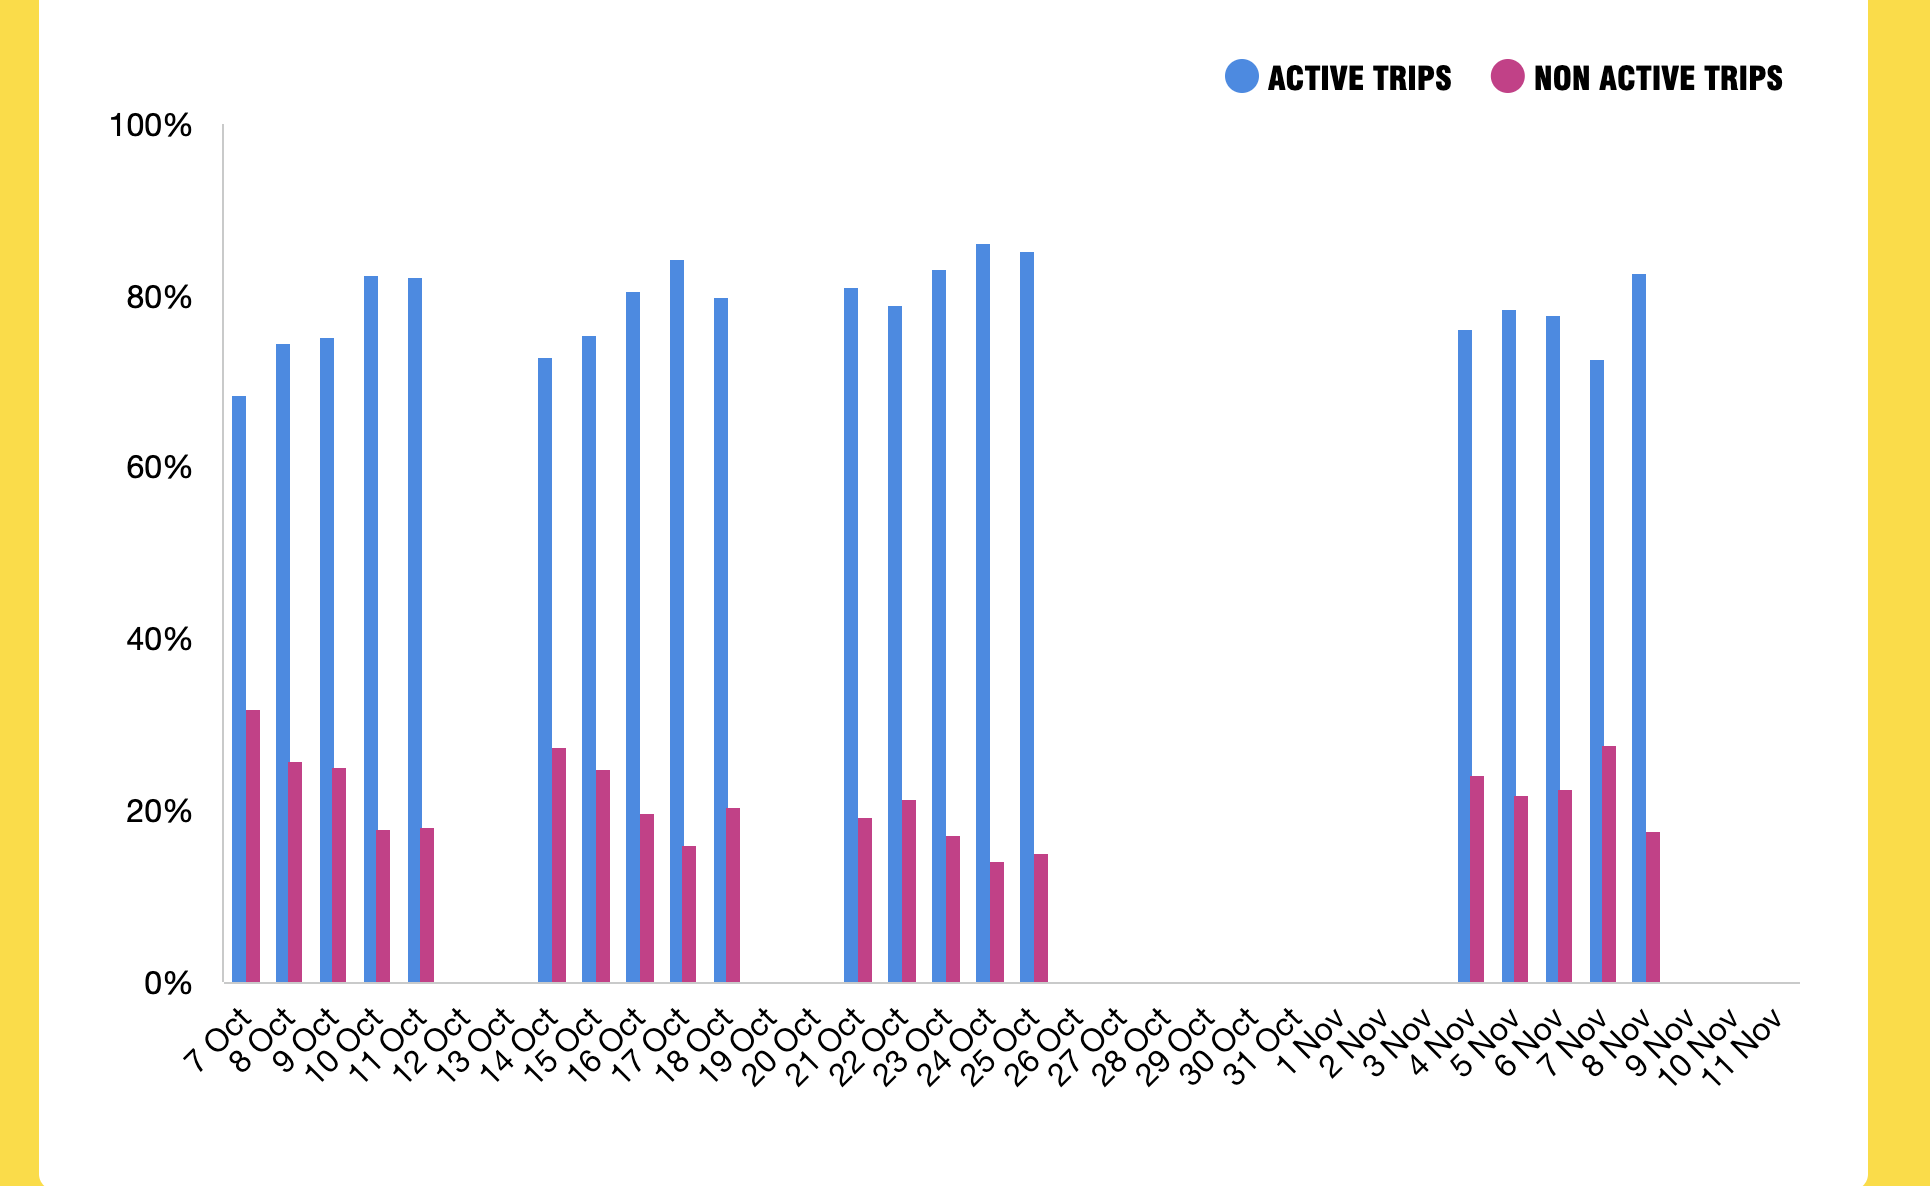 ACTIVE TRIPS NON ACTIVE TRIPS
100%
80%
60%
40%
20%
0%
7 Oct
8 Oct
9 Oct
10 Oct
11 Oct
12 Oct
13 Oct
14 Oct
15 Oct
16 Oct
17 Oct
18 Oct
19 Oct
20 Oct
21 Oct
22 Oct
23 Oct
24 Oct
25 Oct
26 Oct
27 Oct
28 Oct
29 Oct
30 Oct
31 Oct
1 Nov
2 Nov
3 Nov
4 Nov
5 Nov
6 Nov
7 Nov
8 Nov
9 Nov
10 Nov
11 Nov